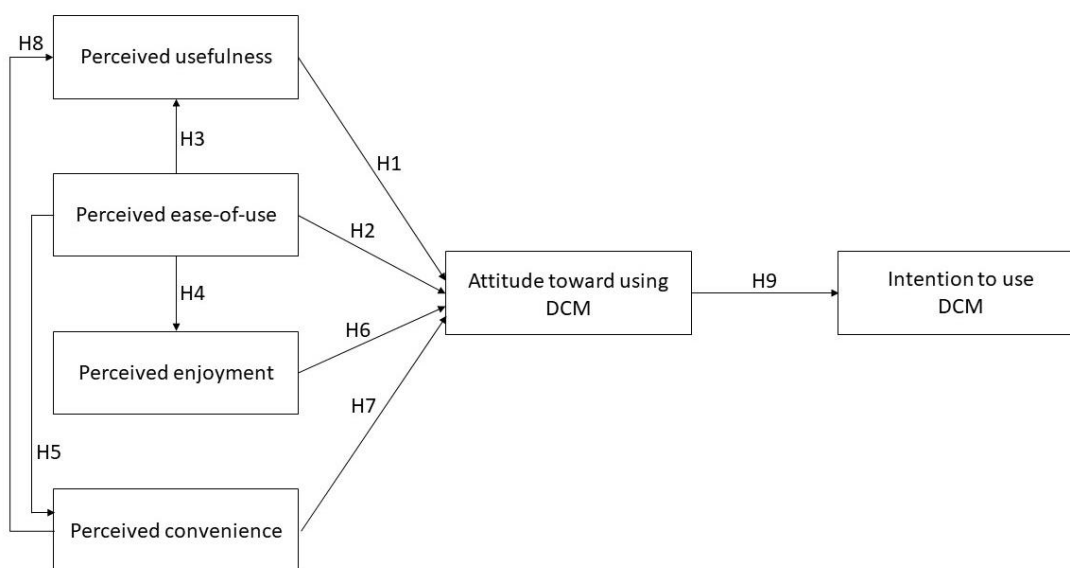 H8
Perceived usefulness
H3
H1
Perceived ease-of-use
H2
Attitude toward using
DCM
H9
Intention to use
DCM
H4
H6
Perceived enjoyment
H7
H5
Perceived convenience